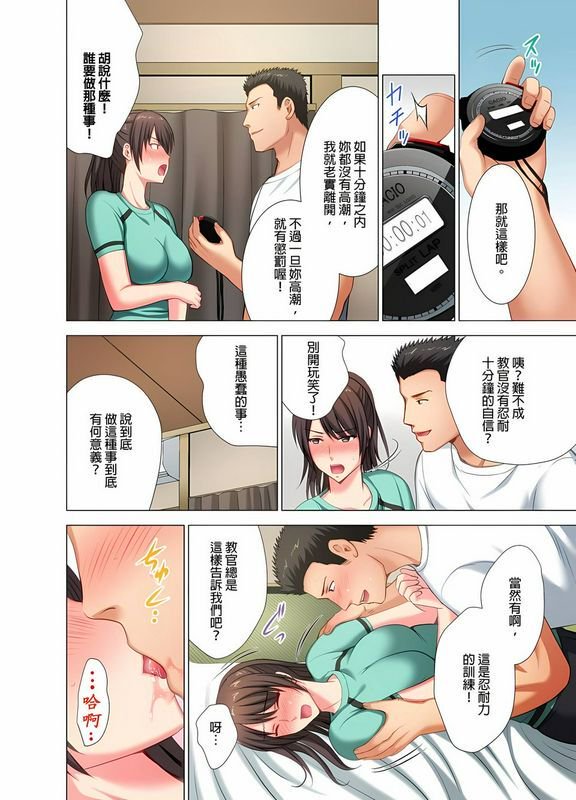 スッ
那就這樣吧。
CACIO
カチッ
CACIO
0:00:01
SPLIT/LAP
如果十分鐘之內
妳都沒有高潮，
我就老實離開，
不過一旦妳高潮，
就有懲罰喔！
胡說什麼！
誰要做那種事！
咦？難不成
教官沒有忍耐
十分鐘的自信？
別開玩笑了！
這種愚蠢的事…
說到底
做這種事到底
有何意義？
當然有啊，
這是忍耐力
的訓練！
教官總是
這樣告訴我們吧？
呀…
ちゅく…
…哈啊…